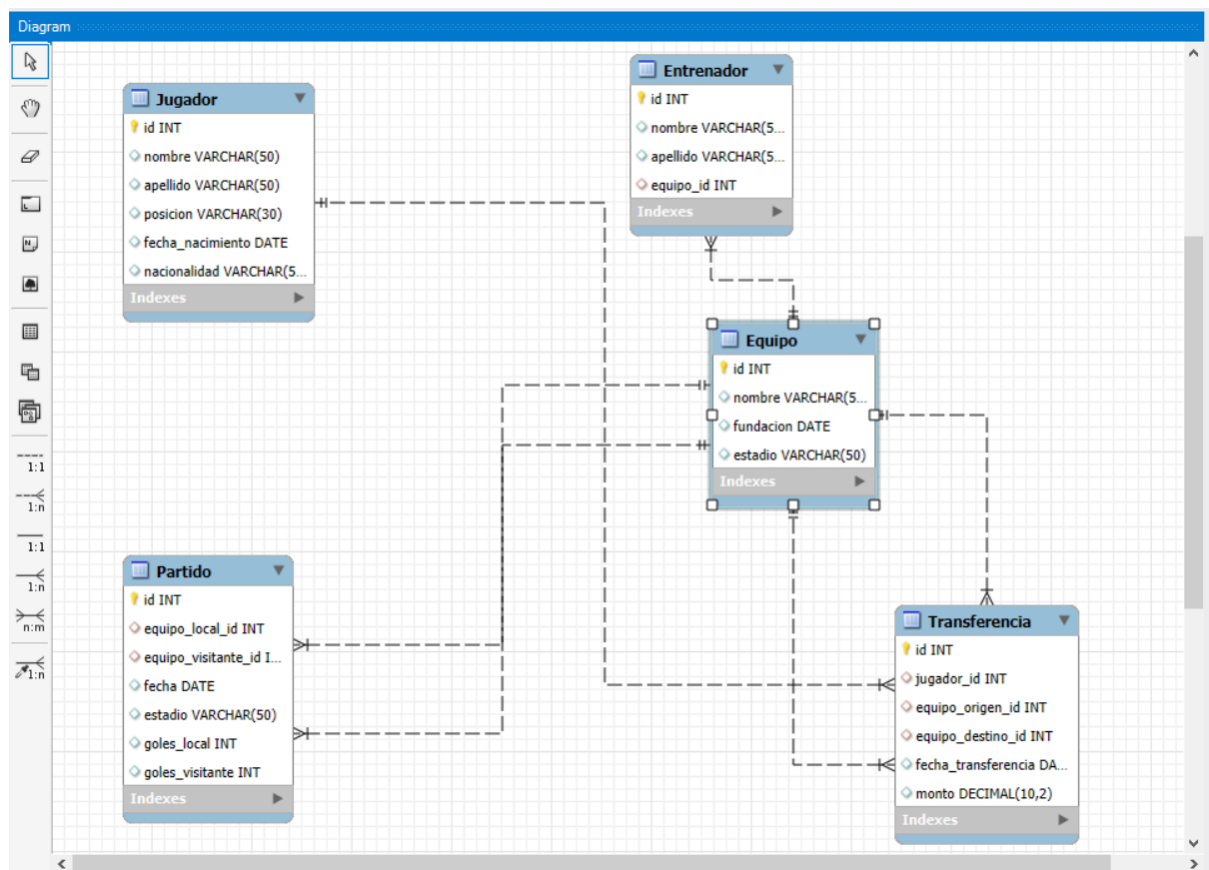 Diagram
Jugador
id INT
nombre VARCHAR(50)
apellido VARCHAR(50)
posicion VARCHAR(30)
fecha_nacimiento DATE
nacionalidad VARCHAR(5...
Indexes
Entrenador
id INT
nombre VARCHAR(5...
apellido VARCHAR(5...
equipo_id INT
Indexes
Equipo
id INT
nombre VARCHAR(5...
fundacion DATE
estadio VARCHAR(50)
Indexes
Partido
id INT
equipo_local_id INT
equipo_visitante_id I...
fecha DATE
estadio VARCHAR(50)
goles_local INT
goles_visitante INT
Indexes
Transferencia
id INT
jugador_id INT
equipo_origen_id INT
equipo_destino_id INT
fecha_transferencia DA...
monto DECIMAL(10,2)
Indexes
1:1
1:n
1:1
1:n
n:m
1:n